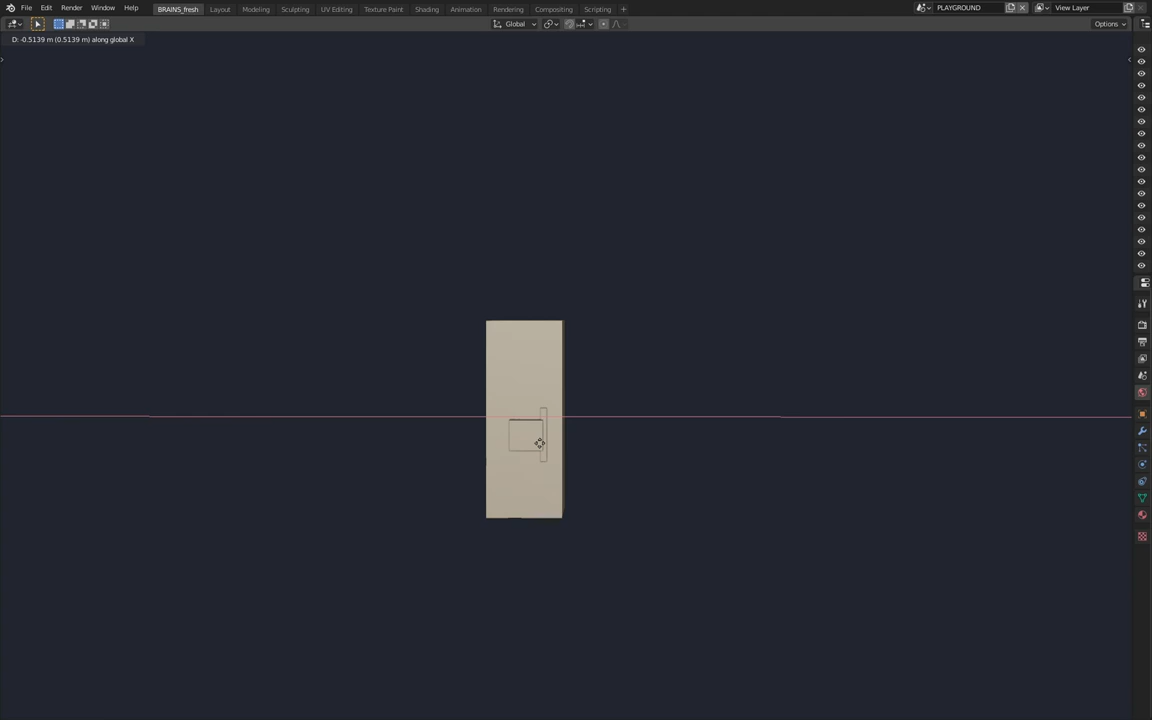 File Edit Render Window Help BRAINS_fresh Layout Modeling Sculpting UV Editing Texture Paint Shading Animation Rendering Compositing Scripting + PLAYGROUND View Layer
Global Options
D: -0.5139 m (0.5139 m) along global X